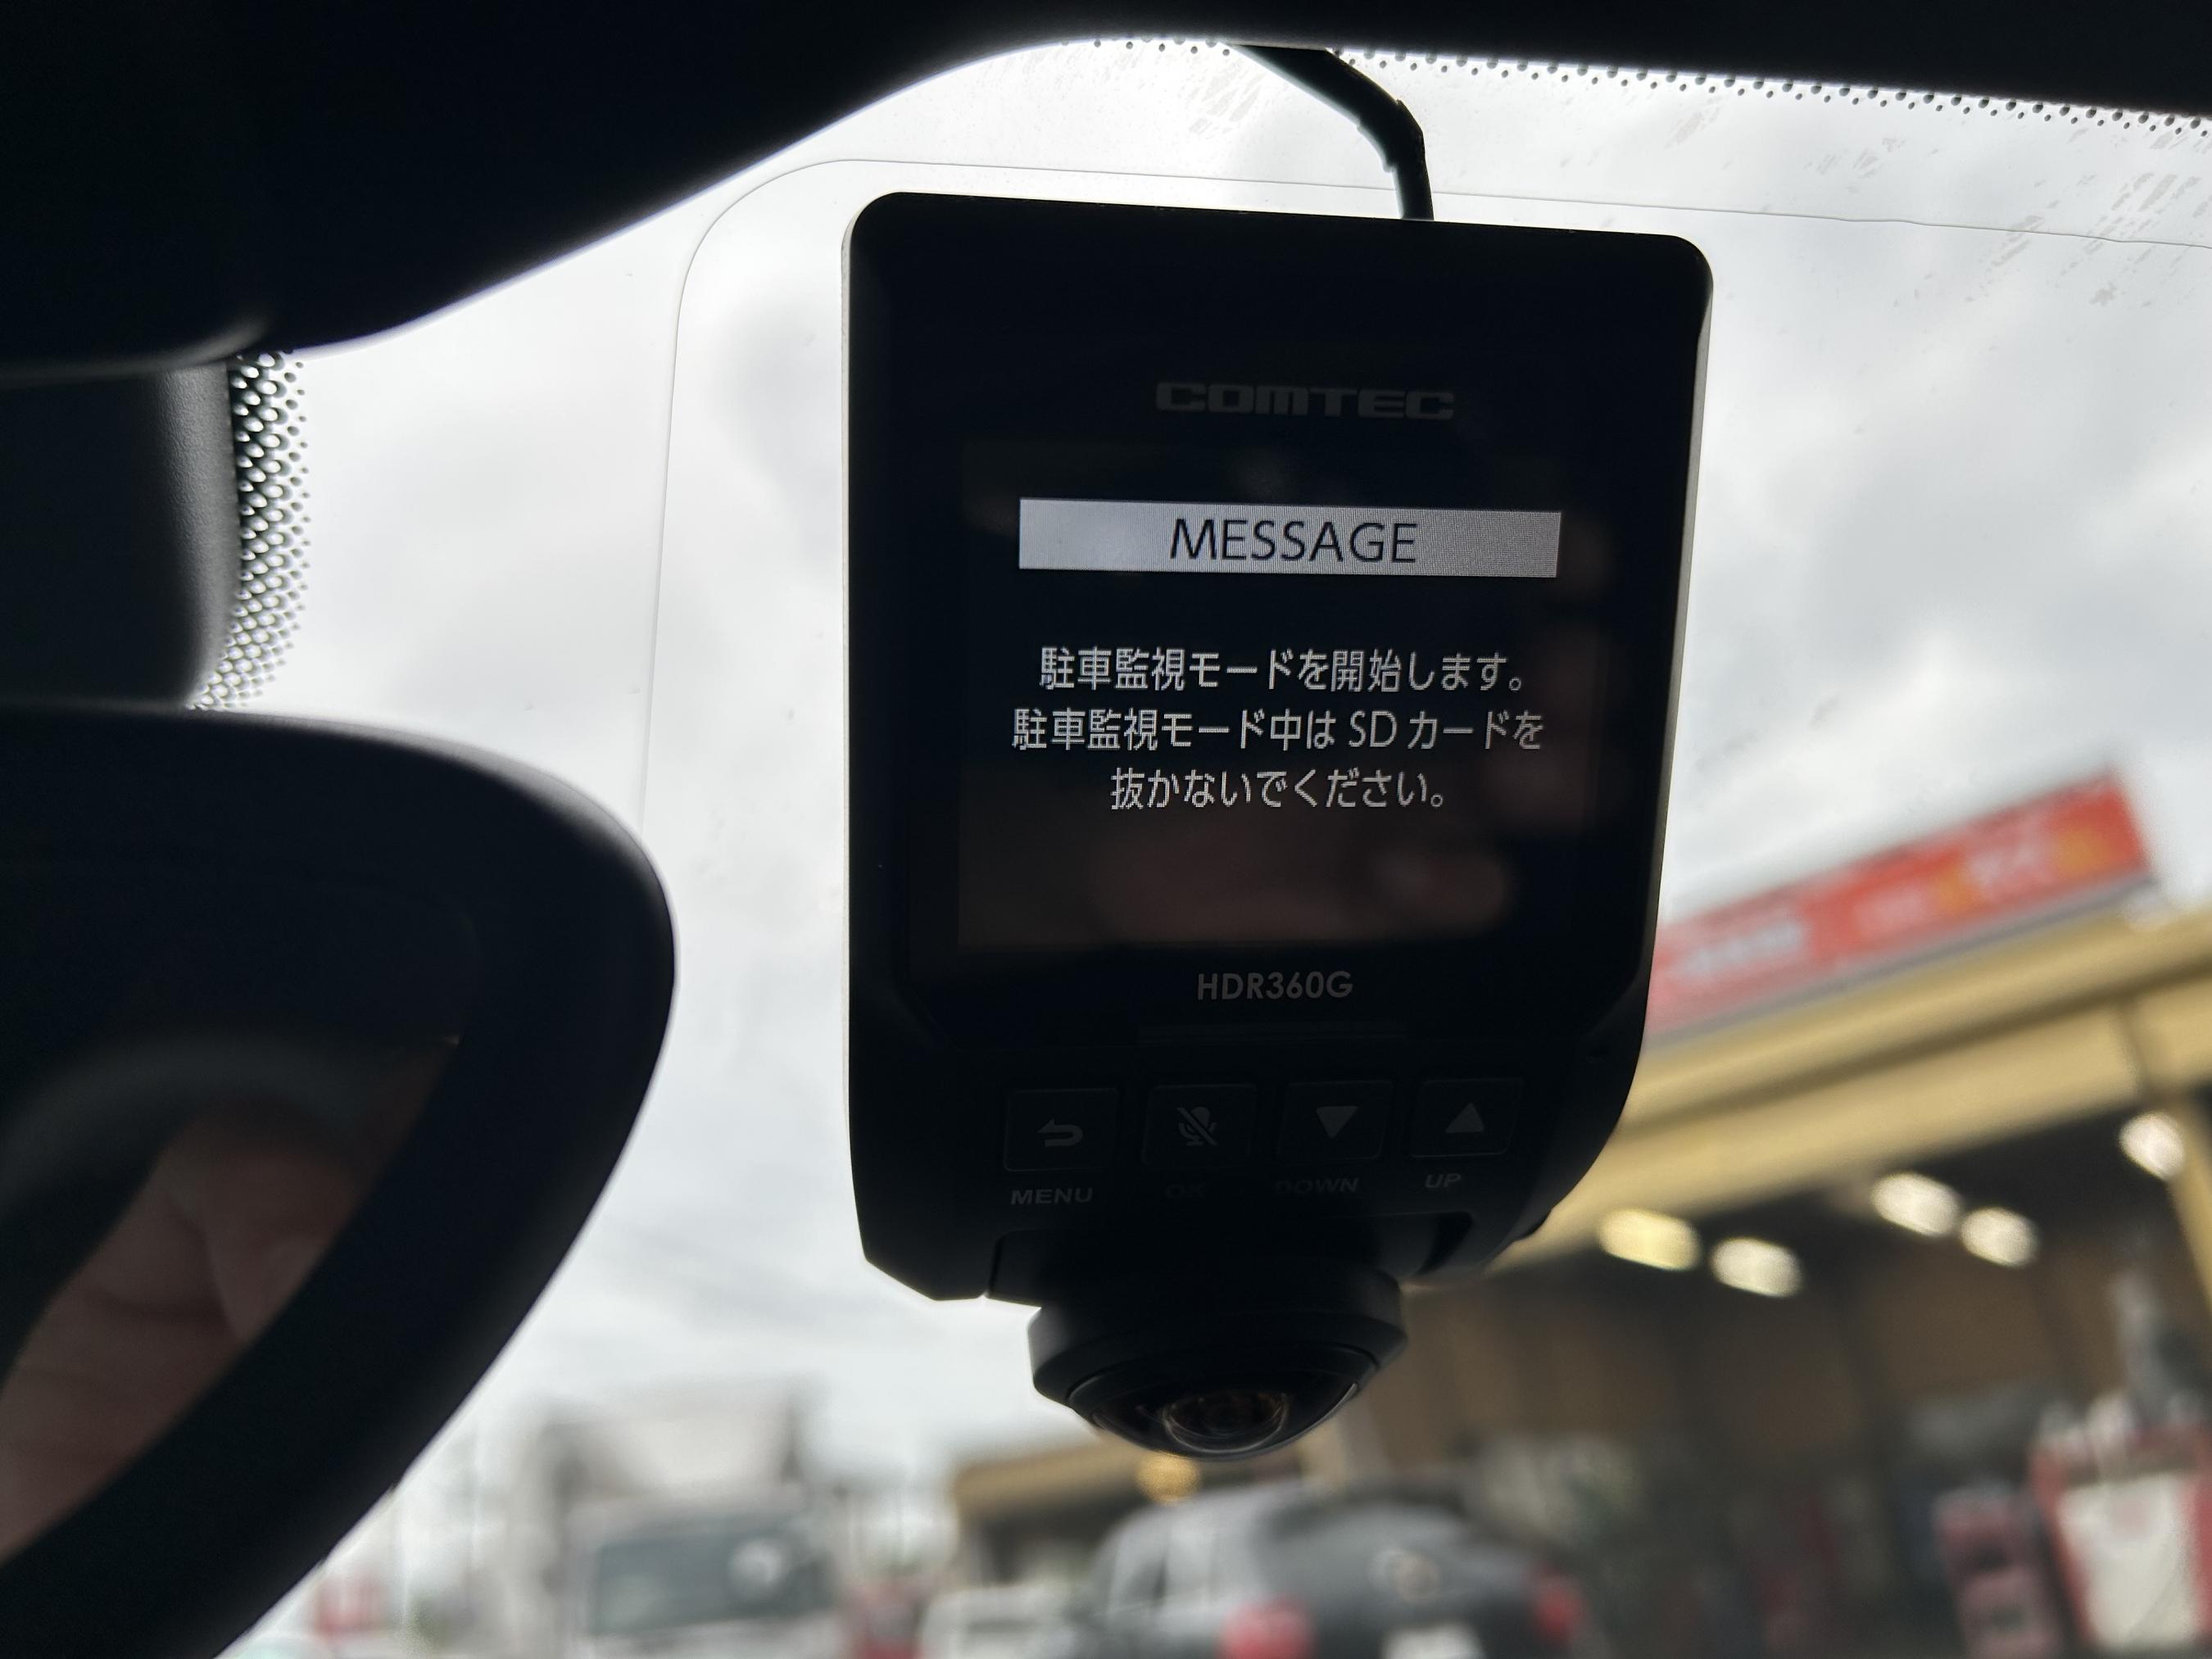 COMTEC
MESSAGE
駐車監視モードを開始します。
駐車監視モード中は SD カードを
抜かないでください。
HDR360G
MENU OK DOWN UP